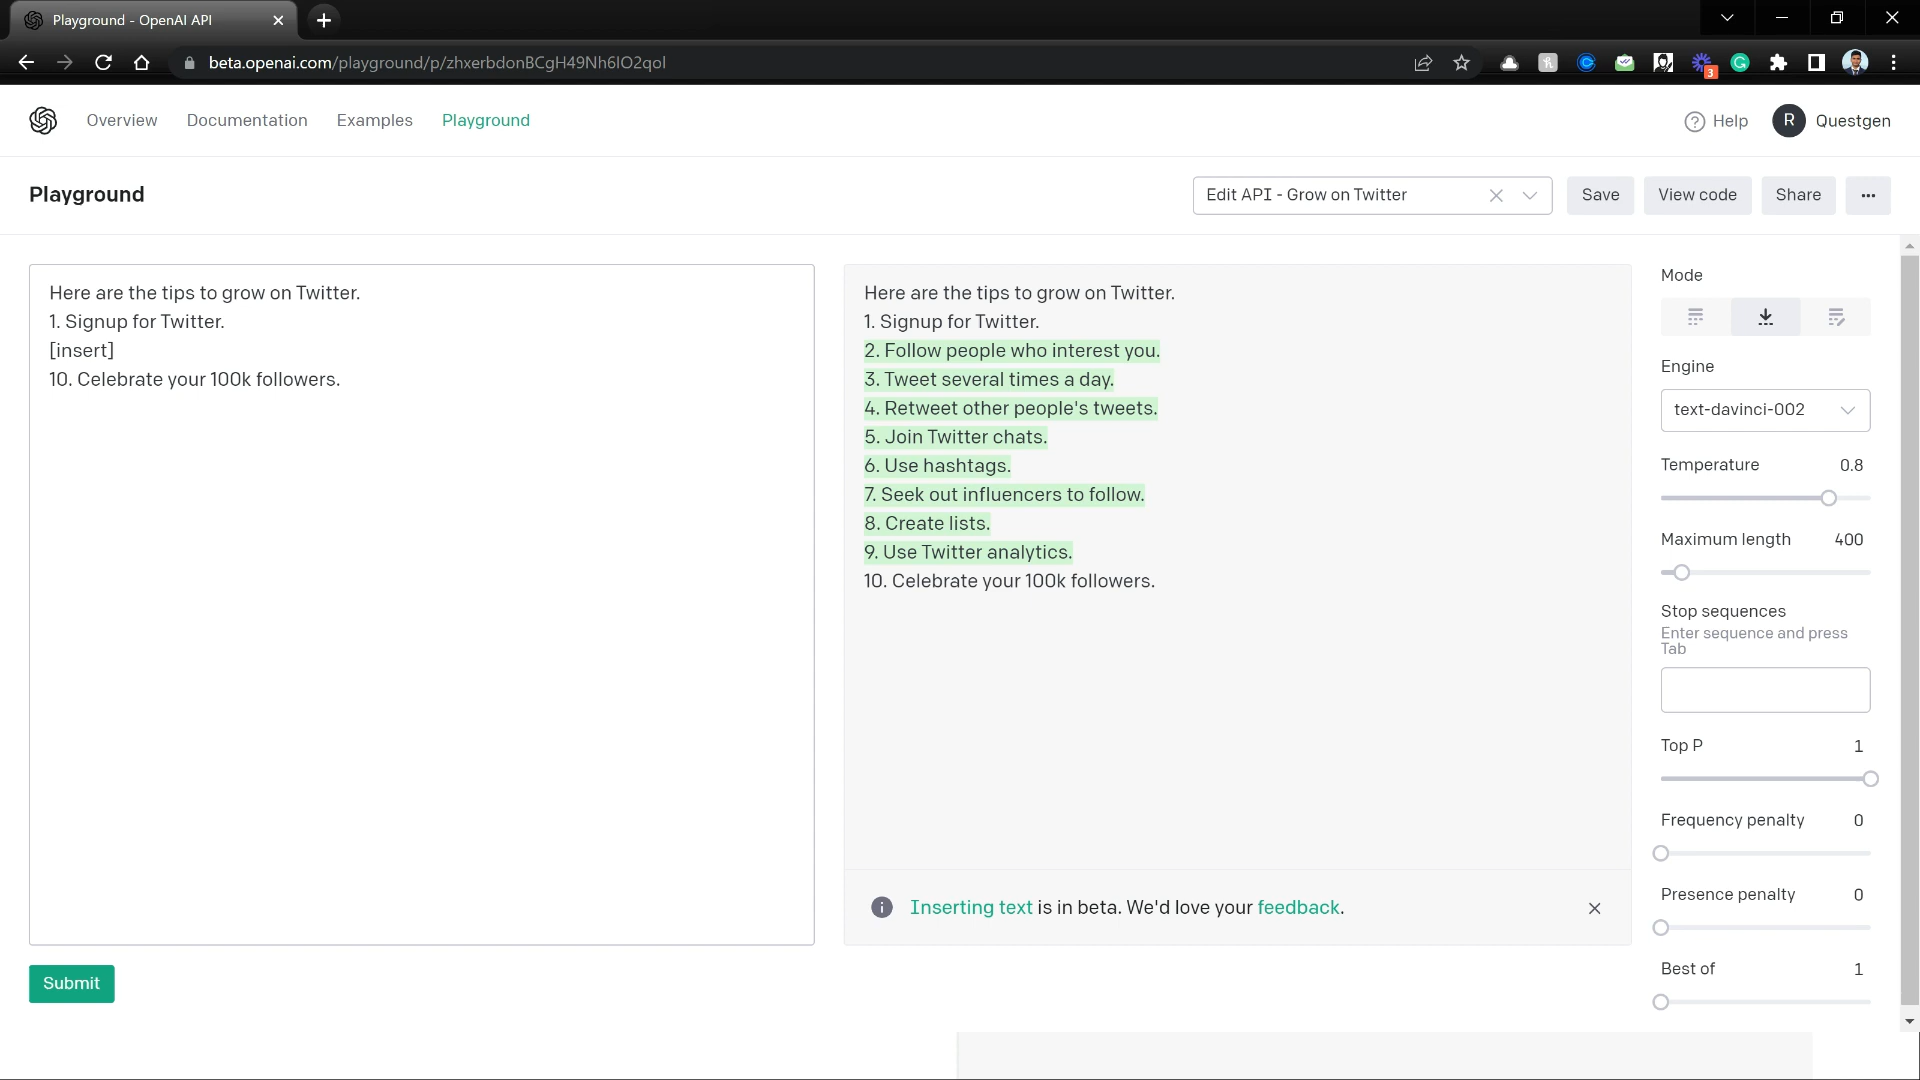 Playground - OpenAI API
beta.openai.com/playground/p/zhxerbdonBCgH49Nh6IO2qol
3
Overview
Documentation
Examples
Playground
Help
R
Questgen
Playground
Edit API - Grow on Twitter
Save
View code
Share
Here are the tips to grow on Twitter.
1. Signup for Twitter.
[insert]
10. Celebrate your 100k followers.
Submit
Here are the tips to grow on Twitter.
1. Signup for Twitter.
2. Follow people who interest you.
3. Tweet several times a day.
4. Retweet other people's tweets.
5. Join Twitter chats.
6. Use hashtags.
7. Seek out influencers to follow.
8. Create lists.
9. Use Twitter analytics.
10. Celebrate your 100k followers.
Inserting text is in beta. We'd love your feedback.
Mode
Engine
text-davinci-002
Temperature 0.8
Maximum length 400
Stop sequences
Enter sequence and press
Tab
Top P 1
Frequency penalty 0
Presence penalty 0
Best of 1